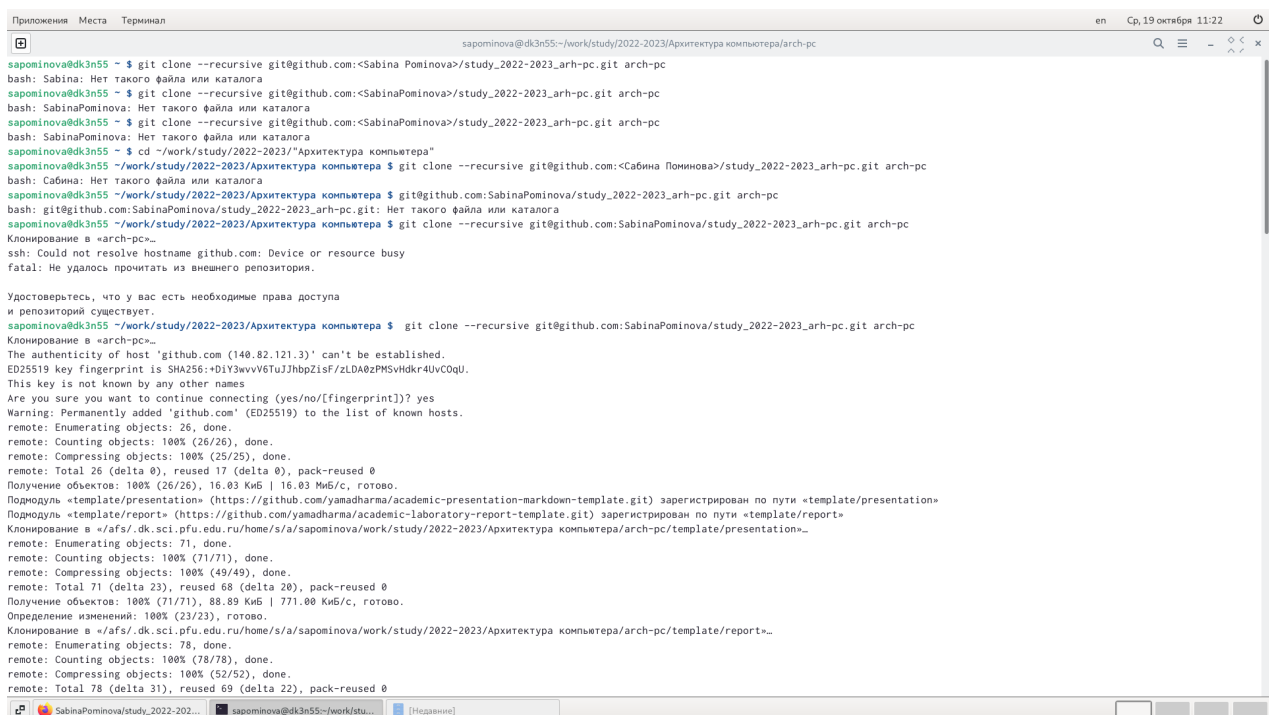 Приложения Места Терминал en Ср, 19 октября 11:22
sapominova@dk3n55:~/work/study/2022-2023/Архитектура компьютера/arch-pc
sapominova@dk3n55 ~ $ git clone --recursive git@github.com:<Sabina Pominova>/study_2022-2023_arh-pc.git arch-pc
bash: Sabina: Нет такого файла или каталога
sapominova@dk3n55 ~ $ git clone --recursive git@github.com:<SabinaPominova>/study_2022-2023_arh-pc.git arch-pc
bash: SabinaPominova: Нет такого файла или каталога
sapominova@dk3n55 ~ $ git clone --recursive git@github.com:<SabinaPominova>/study_2022-2023_arh-pc.git arch-pc
bash: SabinaPominova: Нет такого файла или каталога
sapominova@dk3n55 ~ $ cd ~/work/study/2022-2023/"Архитектура компьютера"
sapominova@dk3n55 ~/work/study/2022-2023/Архитектура компьютера $ git clone --recursive git@github.com:<Сабина Поминова>/study_2022-2023_arh-pc.git arch-pc
bash: Сабина: Нет такого файла или каталога
sapominova@dk3n55 ~/work/study/2022-2023/Архитектура компьютера $ git@github.com:SabinaPominova/study_2022-2023_arh-pc.git arch-pc
bash: git@github.com:SabinaPominova/study_2022-2023_arh-pc.git: Нет такого файла или каталога
sapominova@dk3n55 ~/work/study/2022-2023/Архитектура компьютера $ git clone --recursive git@github.com:SabinaPominova/study_2022-2023_arh-pc.git arch-pc
Клонирование в «arch-pc»…
ssh: Could not resolve hostname github.com: Device or resource busy
fatal: Не удалось прочитать из внешнего репозитория.
Удостоверьтесь, что у вас есть необходимые права доступа
и репозиторий существует.
sapominova@dk3n55 ~/work/study/2022-2023/Архитектура компьютера $  git clone --recursive git@github.com:SabinaPominova/study_2022-2023_arh-pc.git arch-pc
Клонирование в «arch-pc»…
The authenticity of host 'github.com (140.82.121.3)' can't be established.
ED25519 key fingerprint is SHA256:+DiY3wvvV6TuJJhbpZisF/zLDA0zPMSvHdkr4UvCOqU.
This key is not known by any other names
Are you sure you want to continue connecting (yes/no/[fingerprint])? yes
Warning: Permanently added 'github.com' (ED25519) to the list of known hosts.
remote: Enumerating objects: 26, done.
remote: Counting objects: 100% (26/26), done.
remote: Compressing objects: 100% (25/25), done.
remote: Total 26 (delta 0), reused 17 (delta 0), pack-reused 0
Получение объектов: 100% (26/26), 16.03 КиБ | 16.03 МиБ/с, готово.
Подмодуль «template/presentation» (https://github.com/yamadharma/academic-presentation-markdown-template.git) зарегистрирован по пути «template/presentation»
Подмодуль «template/report» (https://github.com/yamadharma/academic-laboratory-report-template.git) зарегистрирован по пути «template/report»
Клонирование в «/afs/.dk.sci.pfu.edu.ru/home/s/a/sapominova/work/study/2022-2023/Архитектура компьютера/arch-pc/template/presentation»…
remote: Enumerating objects: 71, done.
remote: Counting objects: 100% (71/71), done.
remote: Compressing objects: 100% (49/49), done.
remote: Total 71 (delta 23), reused 68 (delta 20), pack-reused 0
Получение объектов: 100% (71/71), 88.89 КиБ | 771.00 КиБ/с, готово.
Определение изменений: 100% (23/23), готово.
Клонирование в «/afs/.dk.sci.pfu.edu.ru/home/s/a/sapominova/work/study/2022-2023/Архитектура компьютера/arch-pc/template/report»…
remote: Enumerating objects: 78, done.
remote: Counting objects: 100% (78/78), done.
remote: Compressing objects: 100% (52/52), done.
remote: Total 78 (delta 31), reused 69 (delta 22), pack-reused 0
SabinaPominova/study_2022-202... sapominova@dk3n55:~/work/stu... [Недавние]